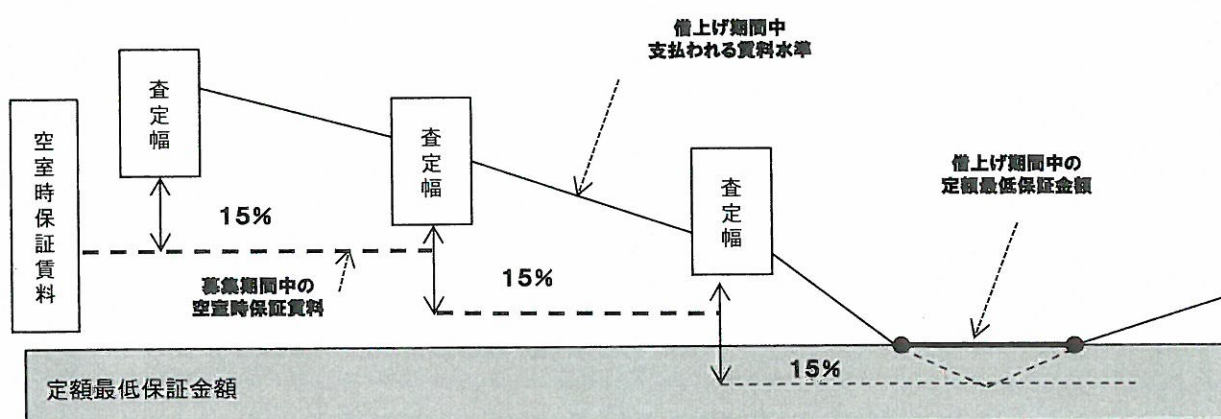 借上げ期間中
支払われる賃料水準
査定幅
査定幅
査定幅
空室時保証賃料
借上げ期間中の
定額最低保証金額
15%
15%
募集期間中の
空室時保証賃料
15%
定額最低保証金額